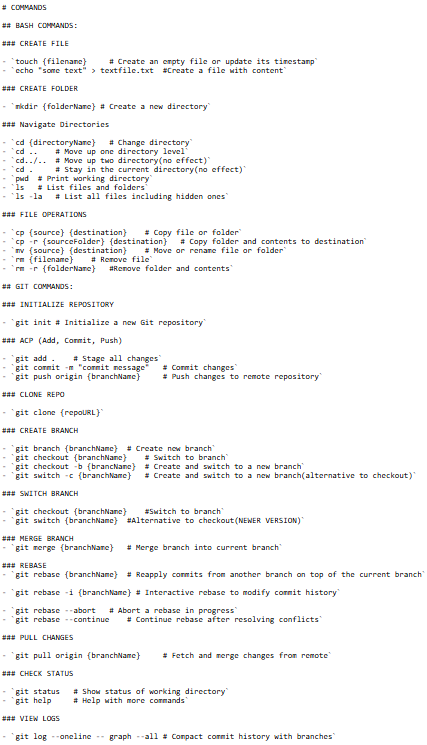 # COMMANDS
## BASH COMMANDS:
### CREATE FILE
- `touch {filename}     # Create an empty file or update its timestamp`
- `echo "some text" > textfile.txt  #Create a file with content`
### CREATE FOLDER
- `mkdir {folderName} # Create a new directory`
### Navigate Directories
- `cd {directoryName}   # Change directory`
- `cd ..    # Move up one directory level`
- `cd../..  # Move up two directory(no effect)`
- `cd .     # Stay in the current directory(no effect)`
- `pwd  # Print working directory`
- `ls   # List files and folders`
- `ls -la   # List all files including hidden ones`
### FILE OPERATIONS
- `cp {source} {destination}    # Copy file or folder`
- `cp -r {sourceFolder} {destination}   # Copy folder and contents to destination`
- `mv {source} {destination}    # Move or rename file or folder`
- `rm {filename}    # Remove file`
- `rm -r {folderName}   #Remove folder and contents`
## GIT COMMANDS:
### INITIALIZE REPOSITORY
- `git init # Initialize a new Git repository`
### ACP (Add, Commit, Push)
- `git add .    # Stage all changes`
- `git commit -m "commit message"   # Commit changes`
- `git push origin {branchName}     # Push changes to remote repository`
### CLONE REPO
- `git clone {repoURL}`
### CREATE BRANCH
- `git branch {branchName}  # Create new branch`
- `git checkout {branchName}    # Switch to branch`
- `git checkout -b {brancName}  # Create and switch to a new branch`
- `git switch -c {branchName}   # Create and switch to a new branch(alternative to checkout)`
### SWITCH BRANCH
- `git checkout {branchName}    #Switch to branch`
- `git switch {branchName}  #Alternative to checkout(NEWER VERSION)`
### MERGE BRANCH
- `git merge {branchName}   # Merge branch into current branch`
### REBASE
- `git rebase {branchName}  # Reapply commits from another branch on top of the current branch`
- `git rebase -i {branchName} # Interactive rebase to modify commit history`
- `git rebase --abort   # Abort a rebase in progress`
- `git rebase --continue    # Continue rebase after resolving conflicts`
### PULL CHANGES
- `git pull origin {branchName}     # Fetch and merge changes from remote`
### CHECK STATUS
- `git status   # Show status of working directory`
- `git help     # Help with more commands`
### VIEW LOGS
- `git log --oneline -- graph --all # Compact commit history with branches`